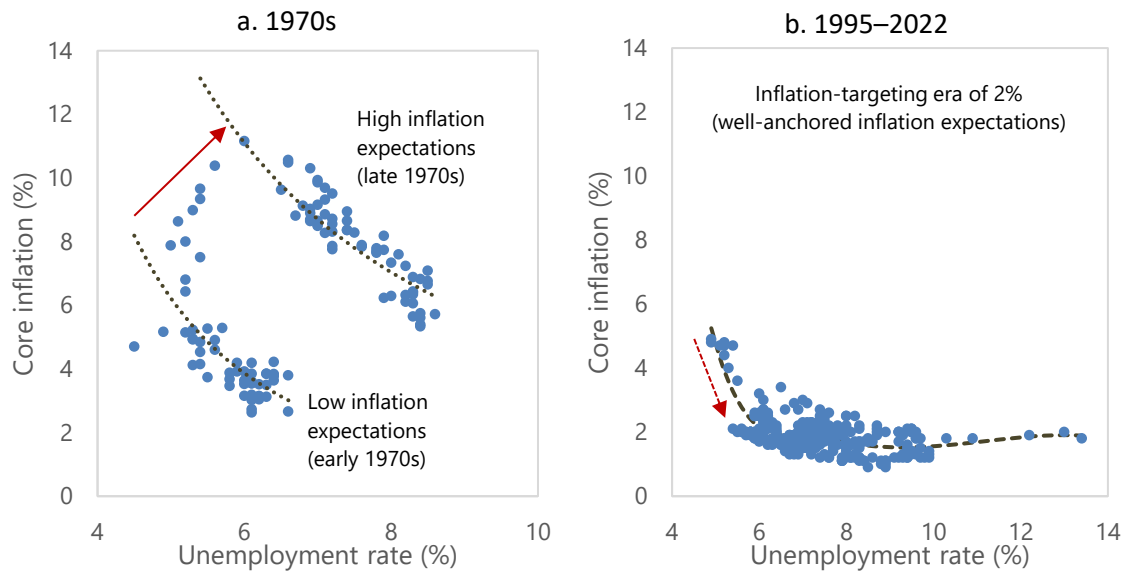 a. 1970s
14
12
10
8
6
4
2
0
4
6
8
10
Core inflation (%)
Unemployment rate (%)
High inflation
expectations
(late 1970s)
Low inflation
expectations
(early 1970s)
b. 1995–2022
14
12
10
8
6
4
2
0
4
6
8
10
12
14
Core inflation (%)
Unemployment rate (%)
Inflation-targeting era of 2%
(well-anchored inflation expectations)